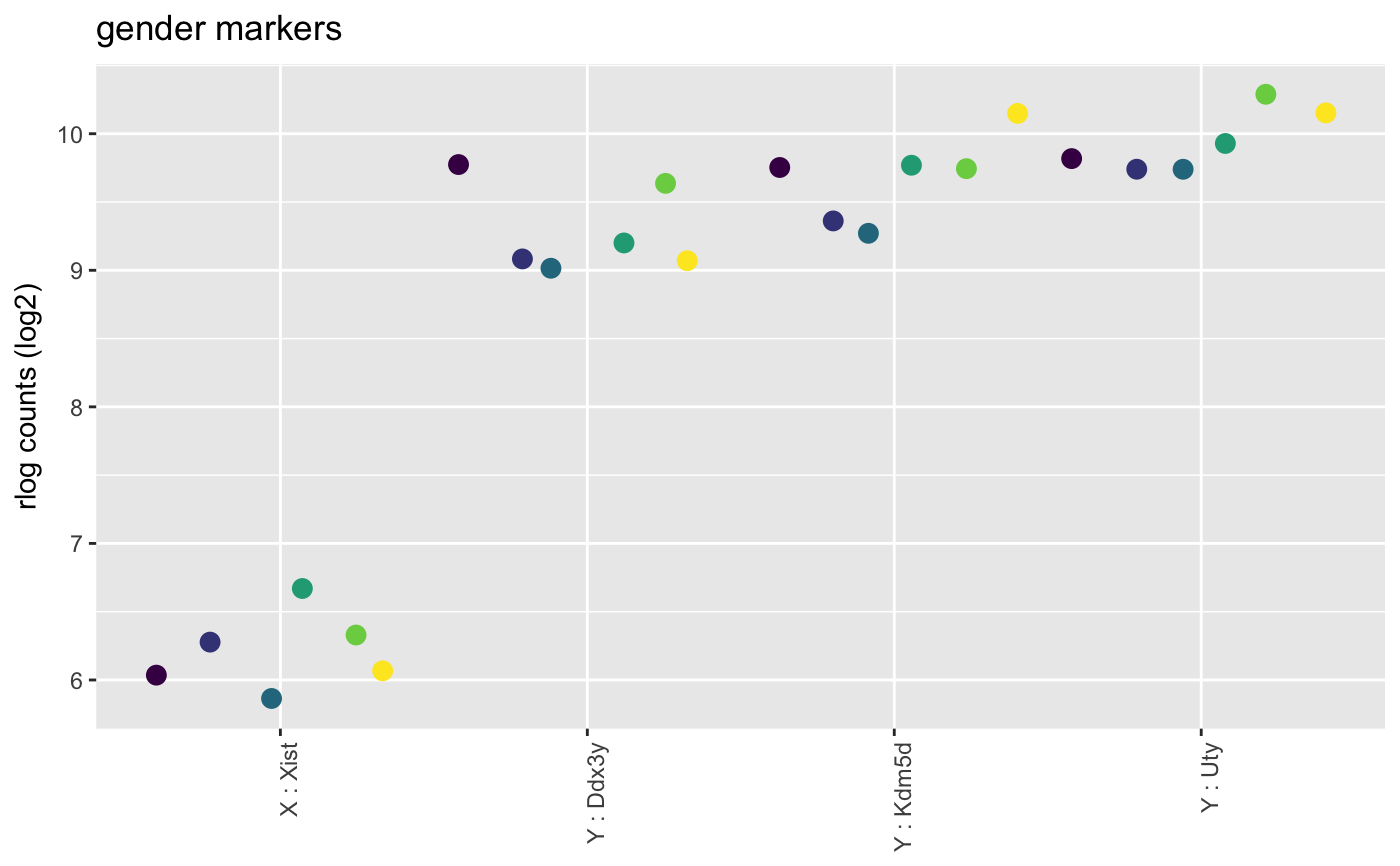 gender markers
rlog counts (log2)
10
9
8
7
6
X : Xist
Y : Ddx3y
Y : Kdm5d
Y : Uty